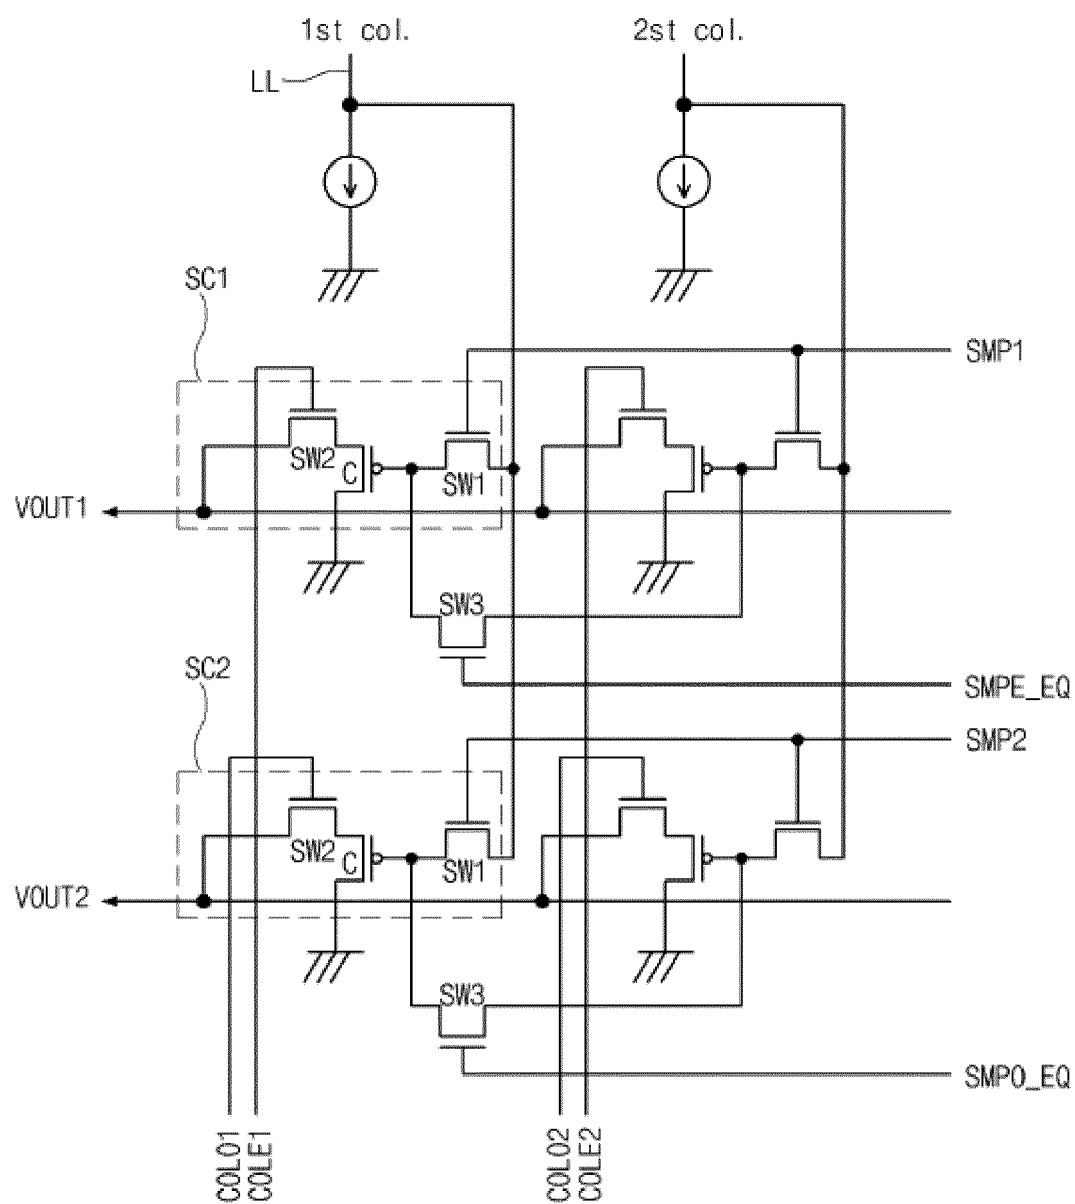 1st col.
2st col.
LL
SC1
SMP1
SW2
C
SW1
VOUT1
SW3
SC2
SMPE_EQ
SMP2
SW2
C
SW1
VOUT2
SW3
SMPO_EQ
COLO1
COLE1
COLO2
COLE2